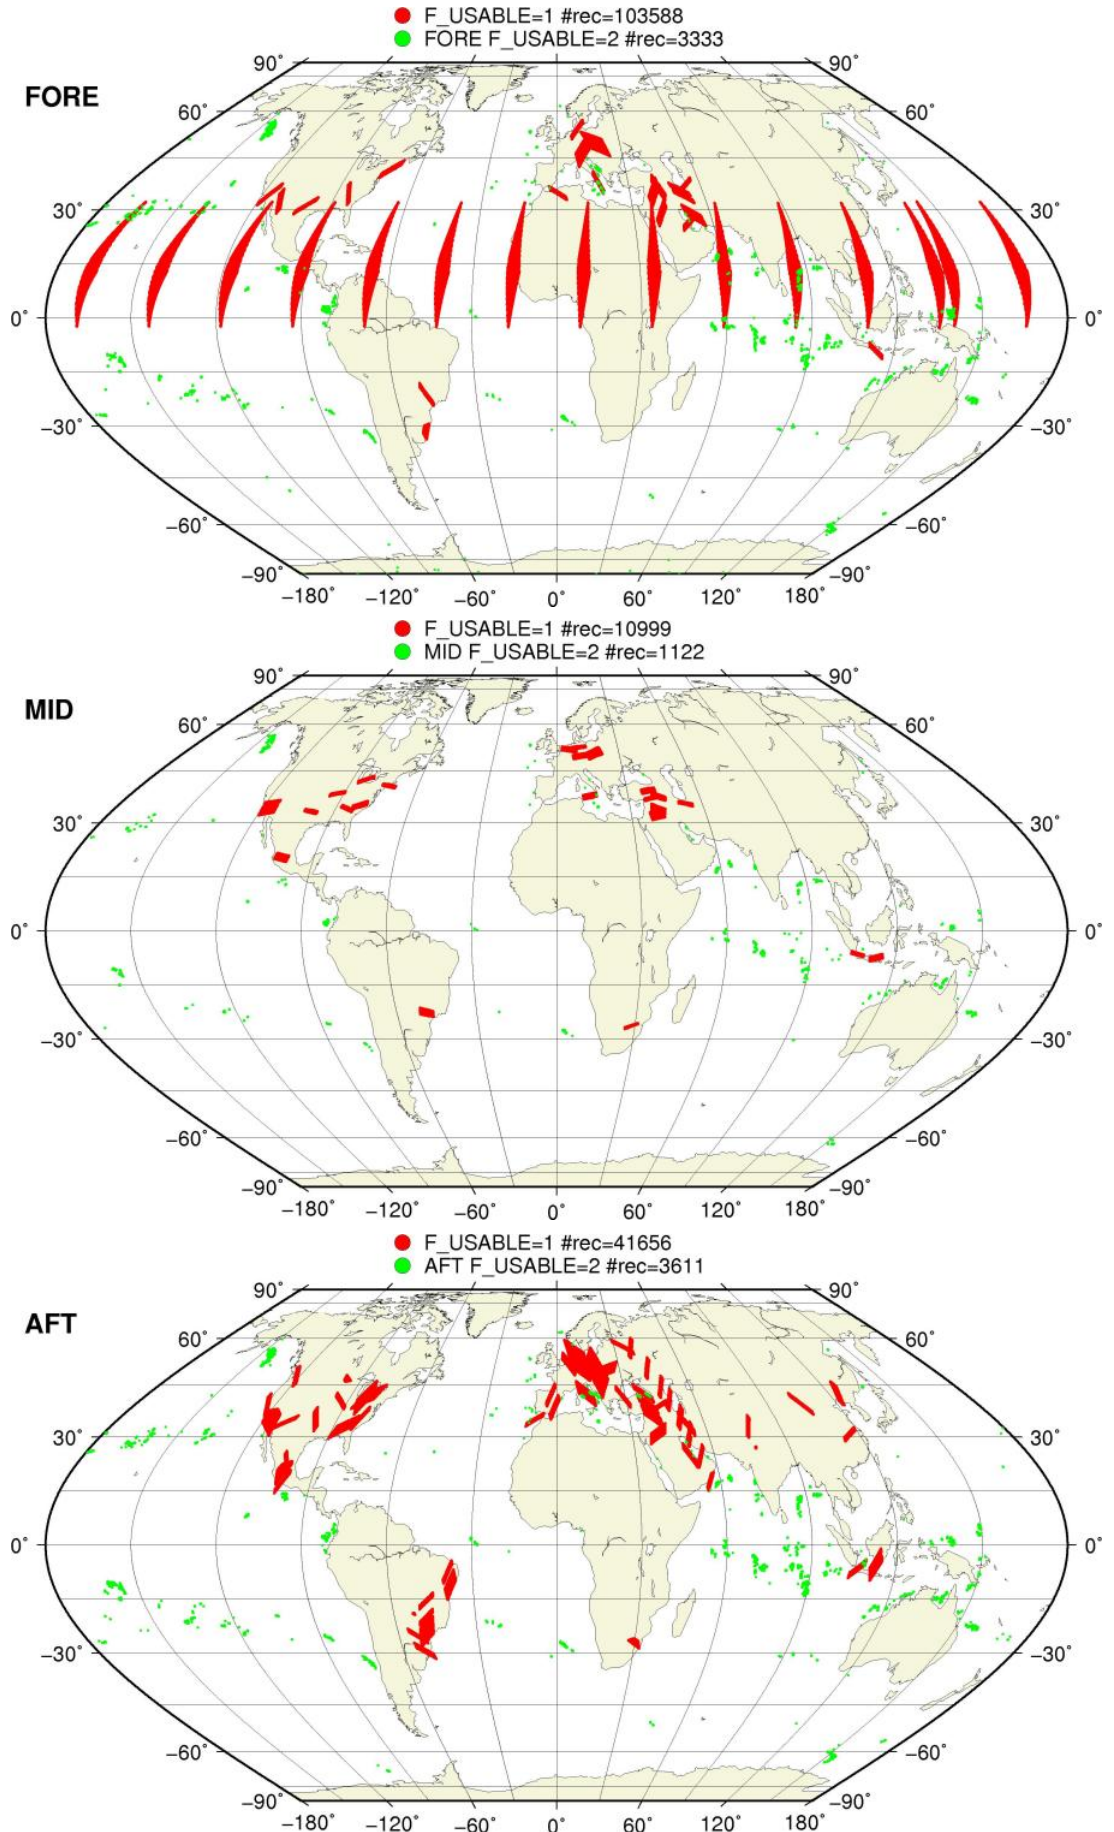 F_USABLE=1 #rec=103588
FORE F_USABLE=2 #rec=3333
FORE
90° 90°
60° 60°
30° 30°
0° 0°
−30° −30°
−60° −60°
−90° −90°
−180° −120° −60° 0° 60° 120° 180°
F_USABLE=1 #rec=10999
MID F_USABLE=2 #rec=1122
MID
90° 90°
60° 60°
30° 30°
0° 0°
−30° −30°
−60° −60°
−90° −90°
−180° −120° −60° 0° 60° 120° 180°
F_USABLE=1 #rec=41656
AFT F_USABLE=2 #rec=3611
AFT
90° 90°
60° 60°
30° 30°
0° 0°
−30° −30°
−60° −60°
−90° −90°
−180° −120° −60° 0° 60° 120° 180°